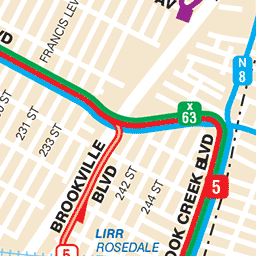 AV
FRANCIS LEW
VD
N
8
X
63
231 ST
233 ST
BROOKVILLE
BLVD
242 ST
244 ST
OOK CREEK BLVD
5
LIRR
ROSEDALE
5